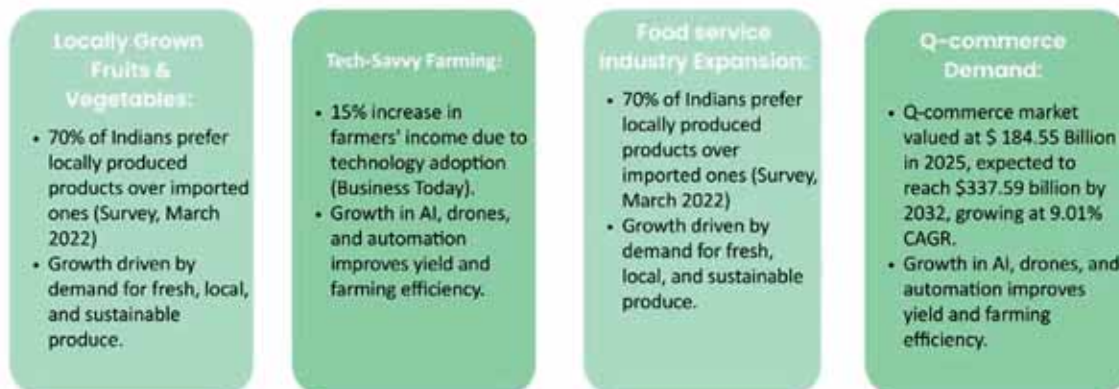 Locally Grown
Fruits &
Vegetables:
• 70% of Indians prefer
locally produced
products over imported
ones (Survey, March
2022)
• Growth driven by
demand for fresh, local,
and sustainable
produce.
Tech-Savvy Farming:
• 15% increase in
farmers' income due to
technology adoption
(Business Today).
• Growth in AI, drones,
and automation
improves yield and
farming efficiency.
Food service
Industry Expansion:
• 70% of Indians prefer
locally produced
products over
imported ones (Survey,
March 2022)
• Growth driven by
demand for fresh,
local, and sustainable
produce.
Q-commerce
Demand:
• Q-commerce market
valued at $ 184.55 Billion
in 2025, expected to
reach $337.59 billion by
2032, growing at 9.01%
CAGR.
• Growth in AI, drones, and
automation improves
yield and farming
efficiency.